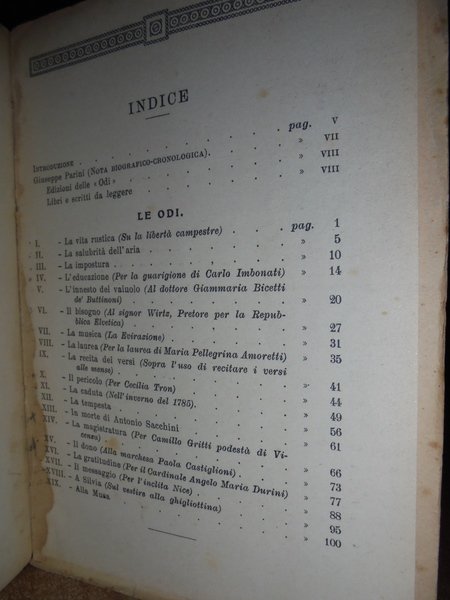 INDICE
pag. V
INTRODUZIONE . . . . . . . . . » VII
Giuseppe Parini (NOTA BIOGRAFICO-CRONOLOGICA). . . . » VIII
Edizioni delle « Odi » . . . . . . . » VIII
Libri e scritti da leggere . . . . . . .
LE ODI.
I. - La vita rustica (Su la libertà campestre) . . . . pag. 1
II. - La salubrità dell'aria . . . . . . . » 5
III. - La impostura . . . . . . . . » 10
IV. - L'educazione (Per la guarigione di Carlo Imbonati) . » 14
V. - L'innesto del vaiuolo (Al dottore Giammaria Bicetti
de' Buttinoni) . . . . . . . » 20
VI. - Il bisogno (Al signor Wirtz, Pretore per la Repub-
blica Elvetica) . . . . . . . » 27
VII. - La musica (La Evirazione) . . . . . . » 31
VIII. - La laurea (Per la laurea di Maria Pellegrina Amoretti) » 35
IX. - La recita dei versi (Sopra l'uso di recitare i versi
alle mense) . . . . . . . » 41
X. - Il pericolo (Per Cecilia Tron) . . . . . » 44
XI. - La caduta (Nell'inverno del 1785) . . . . . » 49
XII. - La tempesta . . . . . . . . » 56
XIII. - In morte di Antonio Sacchini . . . . . » 61
XIV. - La magistratura (Per Camillo Gritti podestà di Vi-
cenza) . . . . . . . . » 66
XV. - Il dono (Alla marchesa Paola Castiglioni) . . . » 73
XVI. - La gratitudine (Per il Cardinale Angelo Maria Durini) » 77
XVII. - Il messaggio (Per l'inclita Nice) . . . . . » 88
XVIII. - A Silvia (Sul vestire alla ghigliottina) . . . . » 95
XIX. - Alla Musa . . . . . . . . » 100